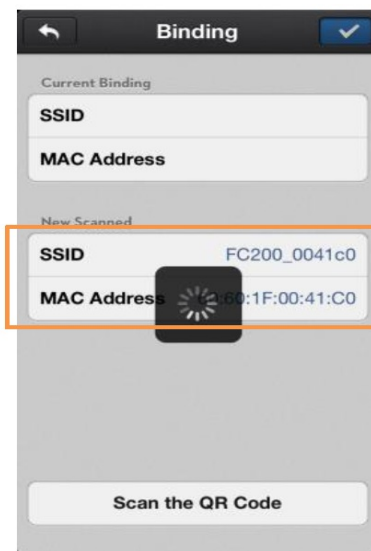 Binding
Current Binding
SSID
MAC Address
New Scanned
SSID FC200_0041c0
MAC Address :60:1F:00:41:C0
Scan the QR Code